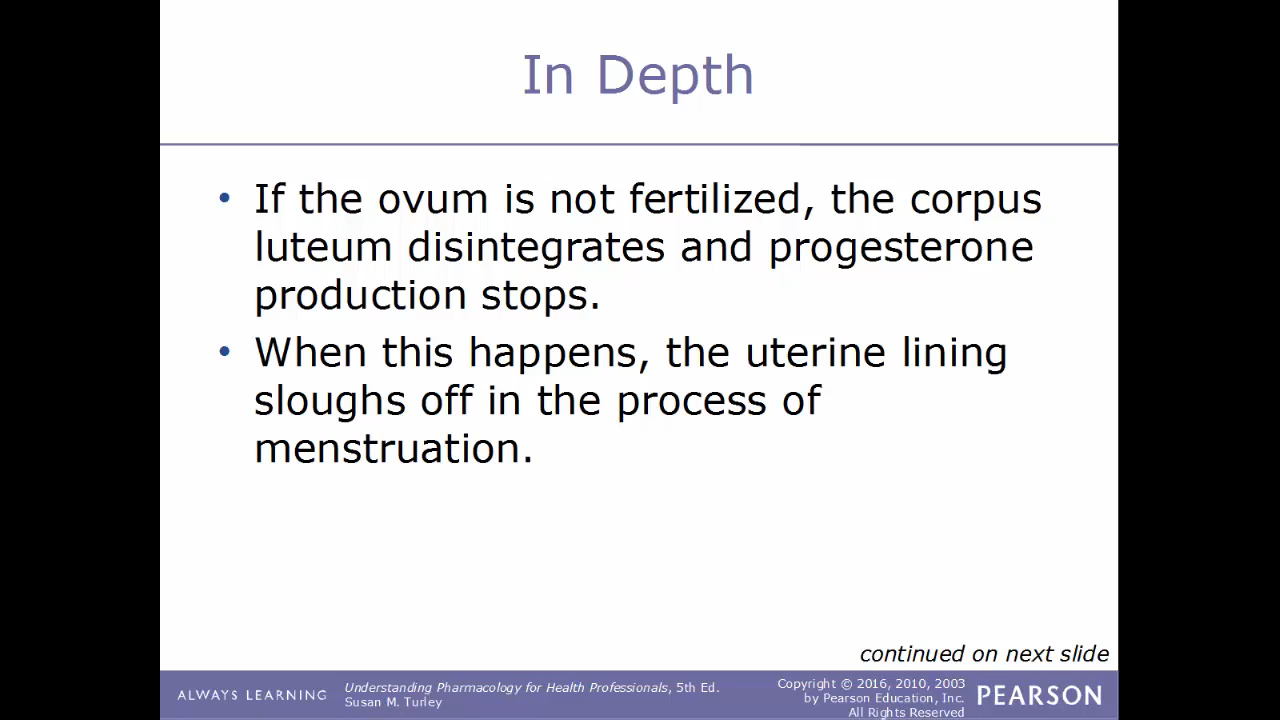 In Depth
• If the ovum is not fertilized, the corpus
luteum disintegrates and progesterone
production stops.
• When this happens, the uterine lining
sloughs off in the process of
menstruation.
continued on next slide
ALWAYS LEARNING
Understanding Pharmacology for Health Professionals, 5th Ed.
Susan M. Turley
Copyright © 2016, 2010, 2003
by Pearson Education, Inc.
All Rights Reserved
PEARSON